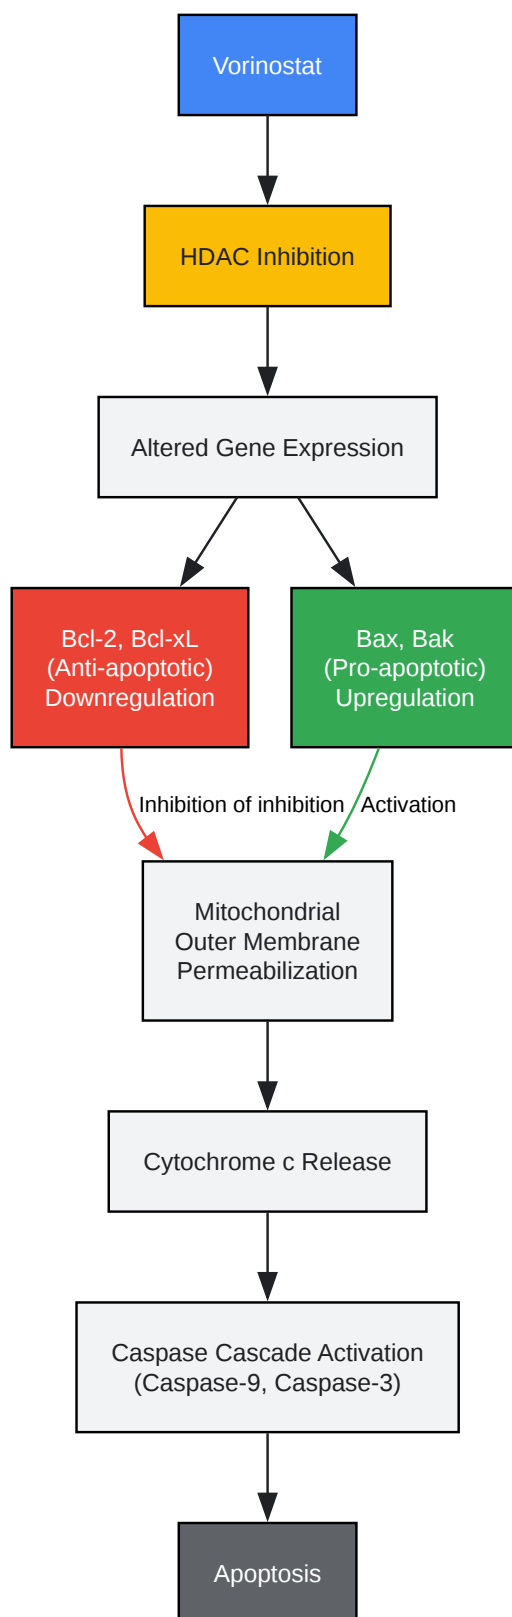 Vorinostat
HDAC Inhibition
Altered Gene Expression
Bcl-2, Bcl-xL
(Anti-apoptotic)
Downregulation
Bax, Bak
(Pro-apoptotic)
Upregulation
Inhibition of inhibition
Activation
Mitochondrial
Outer Membrane
Permeabilization
Cytochrome c Release
Caspase Cascade Activation
(Caspase-9, Caspase-3)
Apoptosis